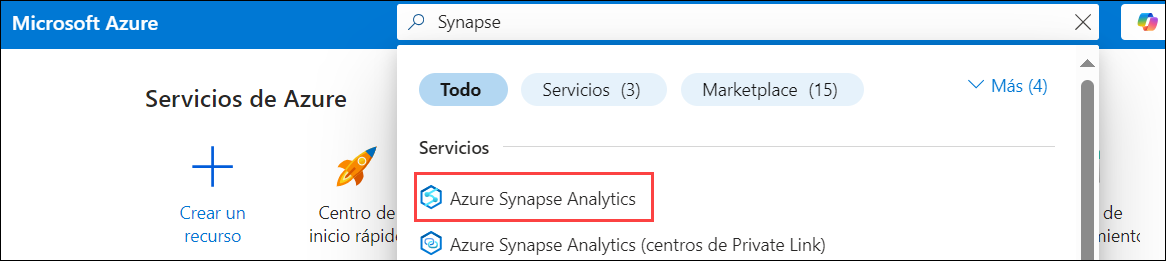 Microsoft Azure
Synapse
Todo
Servicios (3)
Marketplace (15)
Más (4)
Servicios de Azure
Servicios
Crear un
recurso
Centro de
inicio rápid
Azure Synapse Analytics
Azure Synapse Analytics (centros de Private Link)
de
miento